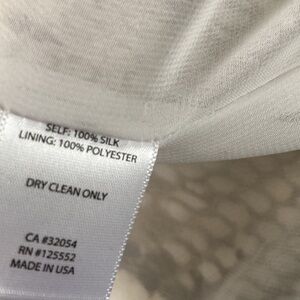 SELF: 100% SILK
LINING: 100% POLYESTER
DRY CLEAN ONLY
CA #32054
RN #125552
MADE IN USA